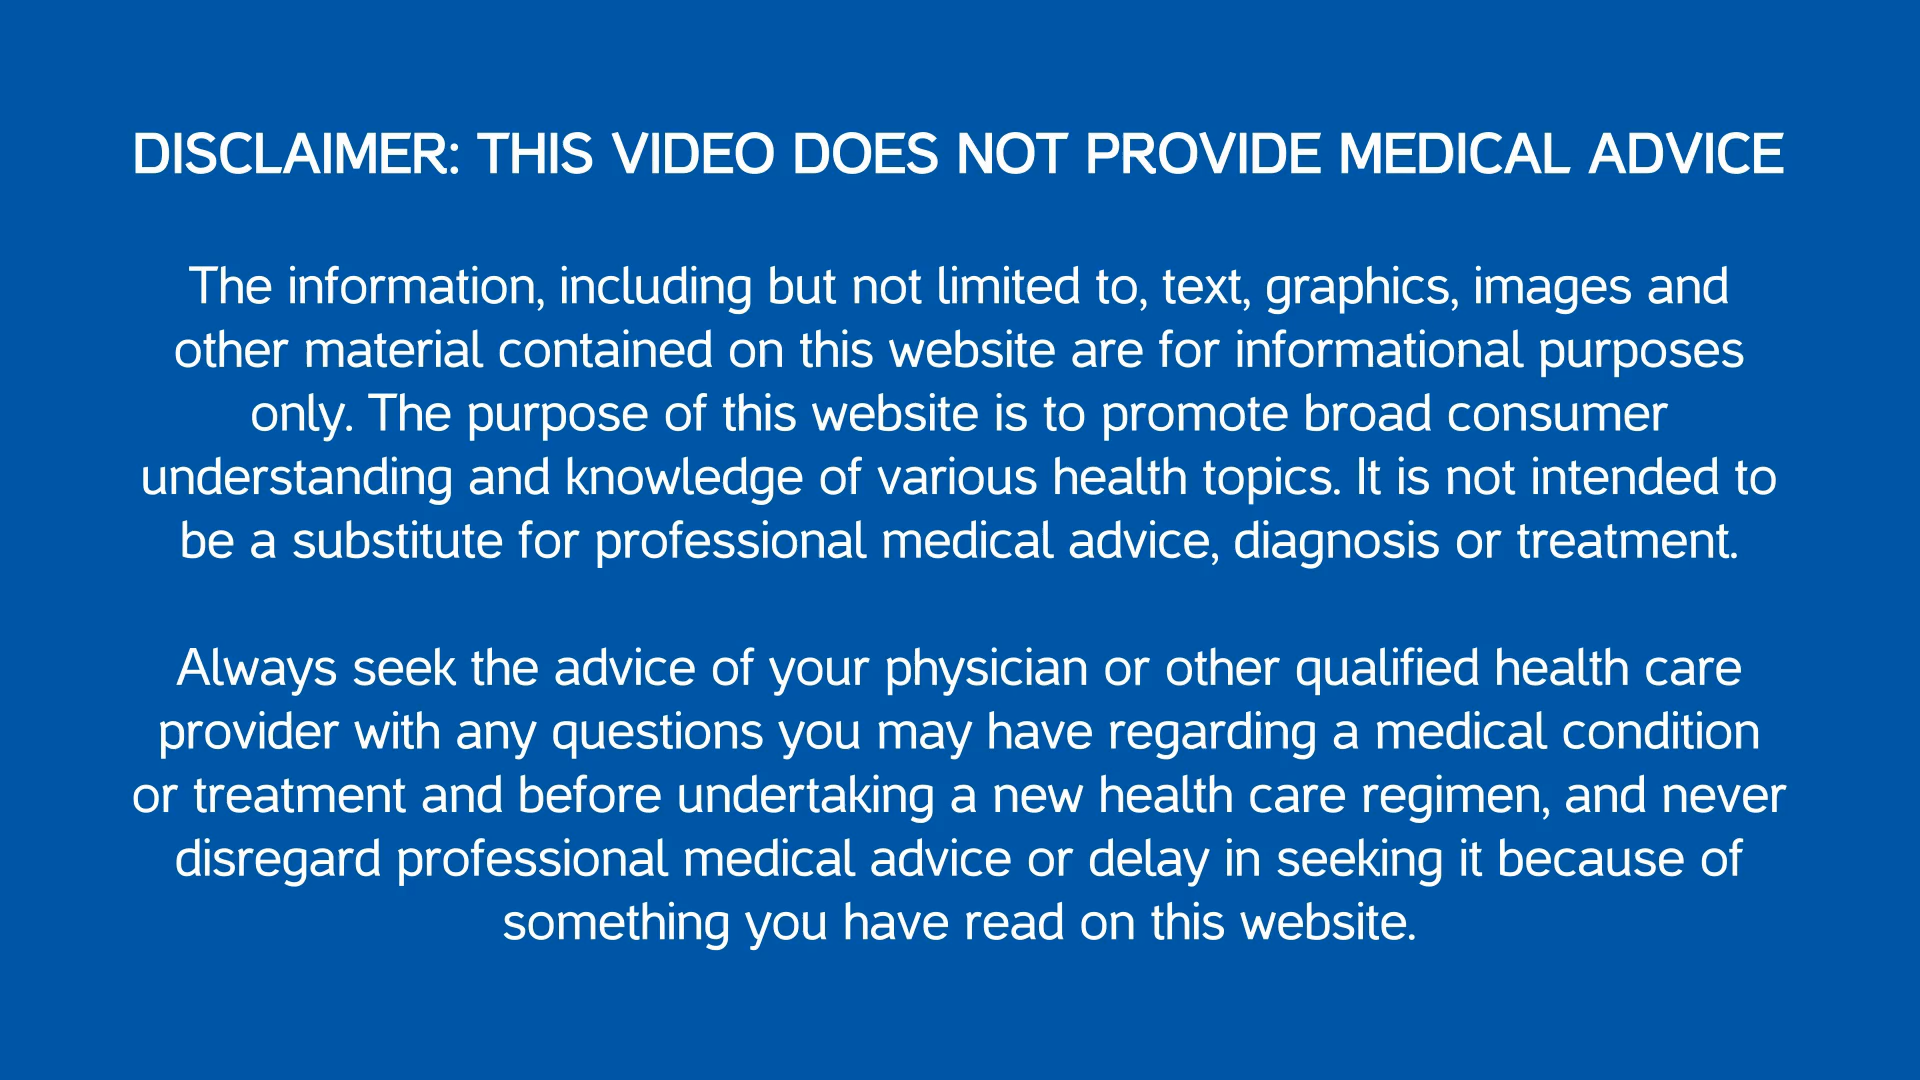 DISCLAIMER: THIS VIDEO DOES NOT PROVIDE MEDICAL ADVICE
The information, including but not limited to, text, graphics, images and
other material contained on this website are for informational purposes
only. The purpose of this website is to promote broad consumer
understanding and knowledge of various health topics. It is not intended to
be a substitute for professional medical advice, diagnosis or treatment.
Always seek the advice of your physician or other qualified health care
provider with any questions you may have regarding a medical condition
or treatment and before undertaking a new health care regimen, and never
disregard professional medical advice or delay in seeking it because of
something you have read on this website.